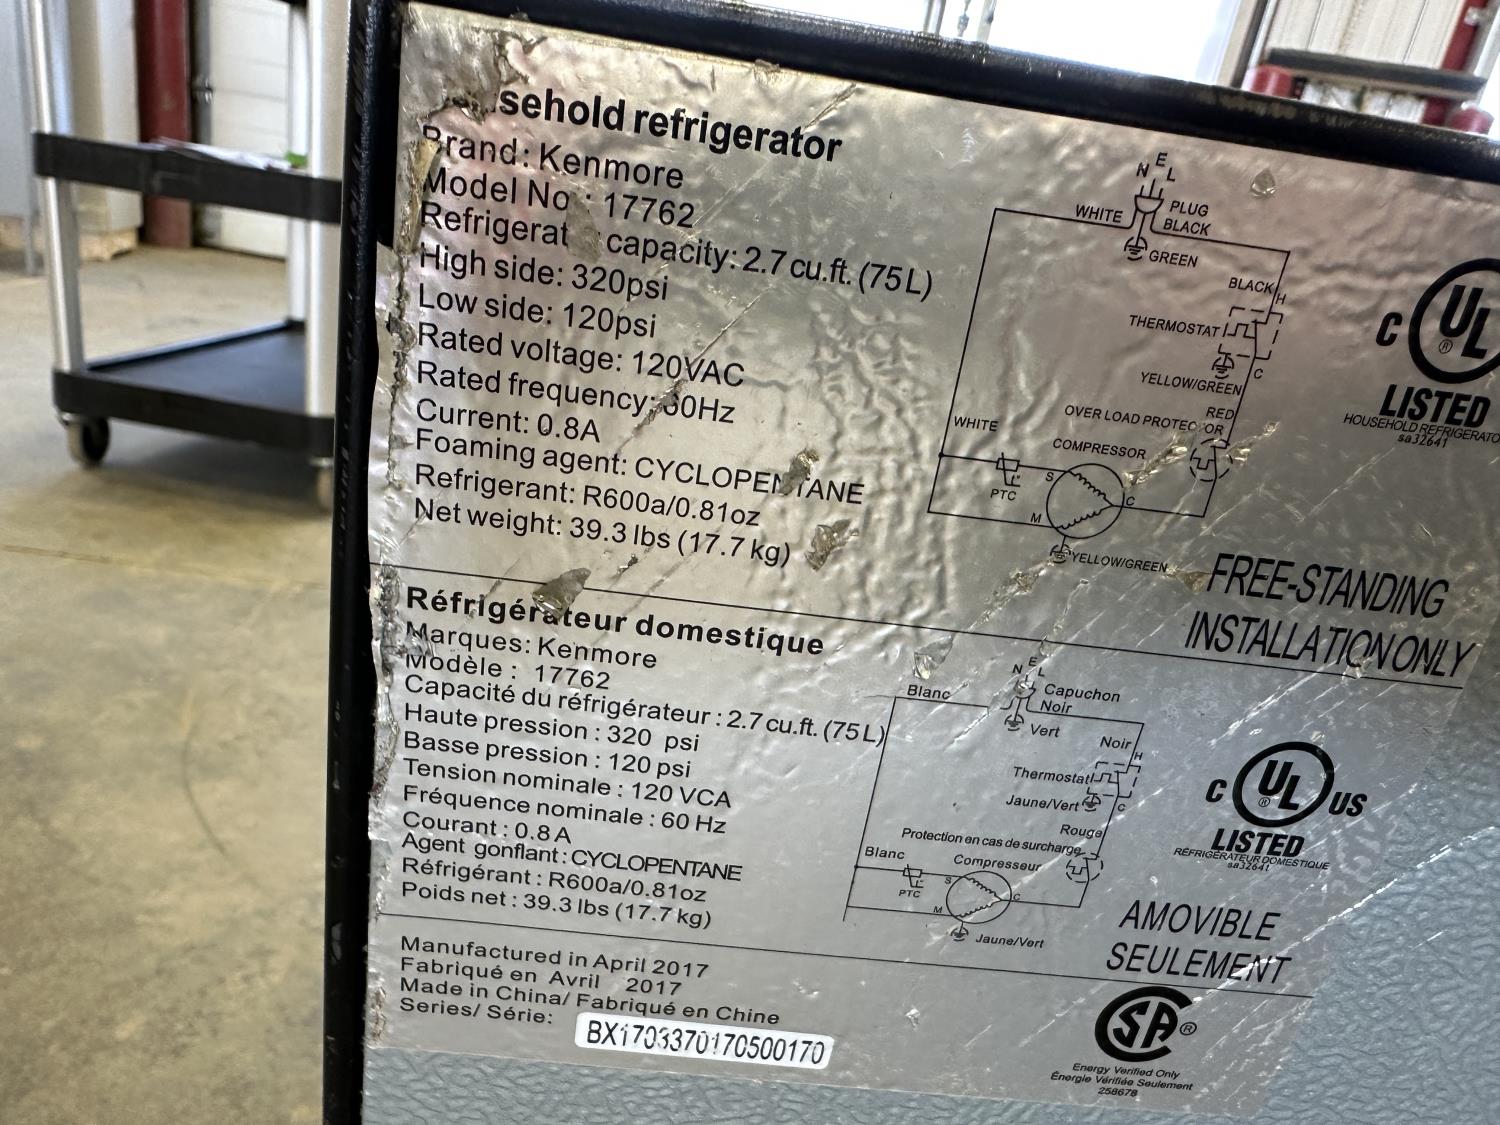 sehold refrigerator
Brand: Kenmore
Model No : 17762
Refrigerat capacity: 2.7 cu.ft. (75L)
High side: 320psi
Low side: 120psi
Rated voltage: 120VAC
Rated frequency: 60Hz
Current: 0.8A
Foaming agent: CYCLOPENTANE
Refrigerant: R600a/0.81oz
Net weight: 39.3 lbs (17.7 kg)
N E L
PLUG
WHITE
BLACK
GREEN
BLACK
H
THERMOSTAT
YELLOW/GREEN
C
RED
OVER LOAD PROTECTOR
WHITE
COMPRESSOR
PTC
S
C
M
YELLOW/GREEN
C UL ®
LISTED
HOUSEHOLD REFRIGERATO
sa32641
FREE-STANDING
INSTALLATION ONLY
Réfrigérateur domestique
Marques: Kenmore
Modèle : 17762
Capacité du réfrigérateur : 2.7 cu.ft. (75L)
Haute pression : 320 psi
Basse pression : 120 psi
Tension nominale : 120 VCA
Fréquence nominale : 60 Hz
Courant : 0.8 A
Agent gonflant : CYCLOPENTANE
Réfrigérant : R600a/0.81oz
Poids net : 39.3 lbs (17.7 kg)
N E L
Capuchon
Blanc
Noir
Vert
Noir
H
Thermostat
Jaune/Vert
C
Rouge
Protection en cas de surcharge
Blanc
Compresseur
PTC
S
C
M
Jaune/Vert
C UL ® US
LISTED
RÉFRIGÉRATEUR DOMESTIQUE
sa32641
AMOVIBLE
SEULEMENT
Manufactured in April 2017
Fabriqué en Avril 2017
Made in China/ Fabriqué en Chine
Series/ Série:
BX1703370170500170
SA ®
Energy Verified Only
Énergie Vérifiée Seulement
258678